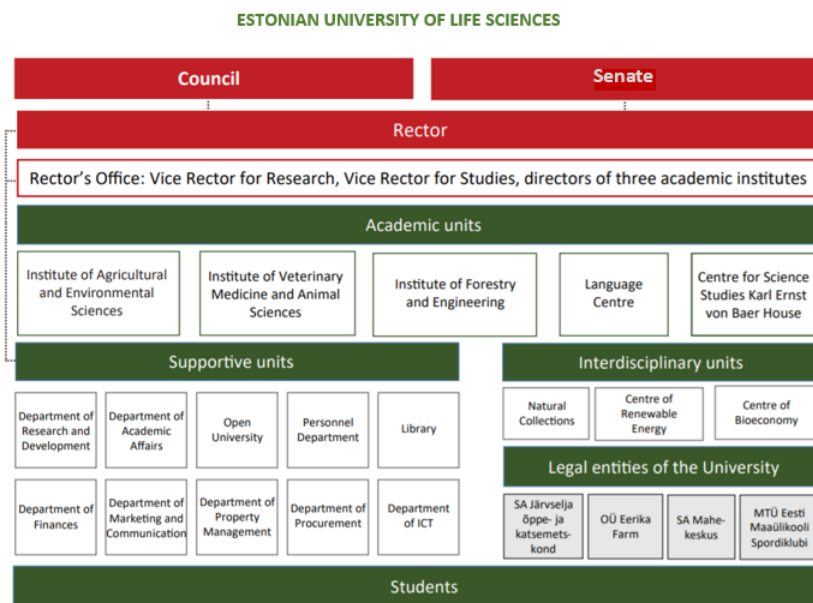 ESTONIAN UNIVERSITY OF LIFE SCIENCES
Council
Senate
Rector
Rector's Office: Vice Rector for Research, Vice Rector for Studies, directors of three academic institutes
Academic units
Institute of Agricultural
and Environmental
Sciences
Institute of Veterinary
Medicine and Animal
Sciences
Institute of Forestry
and Engineering
Language
Centre
Centre for Science
Studies Karl Ernst
von Baer House
Supportive units
Department of
Research and
Development
Department of
Academic
Affairs
Open
University
Personnel
Department
Library
Department of
Finances
Department of
Marketing and
Communication
Department of
Property
Management
Department of
Procurement
Department
of ICT
Interdisciplinary units
Natural
Collections
Centre of
Renewable
Energy
Centre of
Bioeconomy
Legal entities of the University
SA Järvselja
õppe- ja
katsemets-
kond
OÜ Eerika
Farm
SA Mahe-
keskus
MTÜ Eesti
Maaülikooli
Spordiklubi
Students